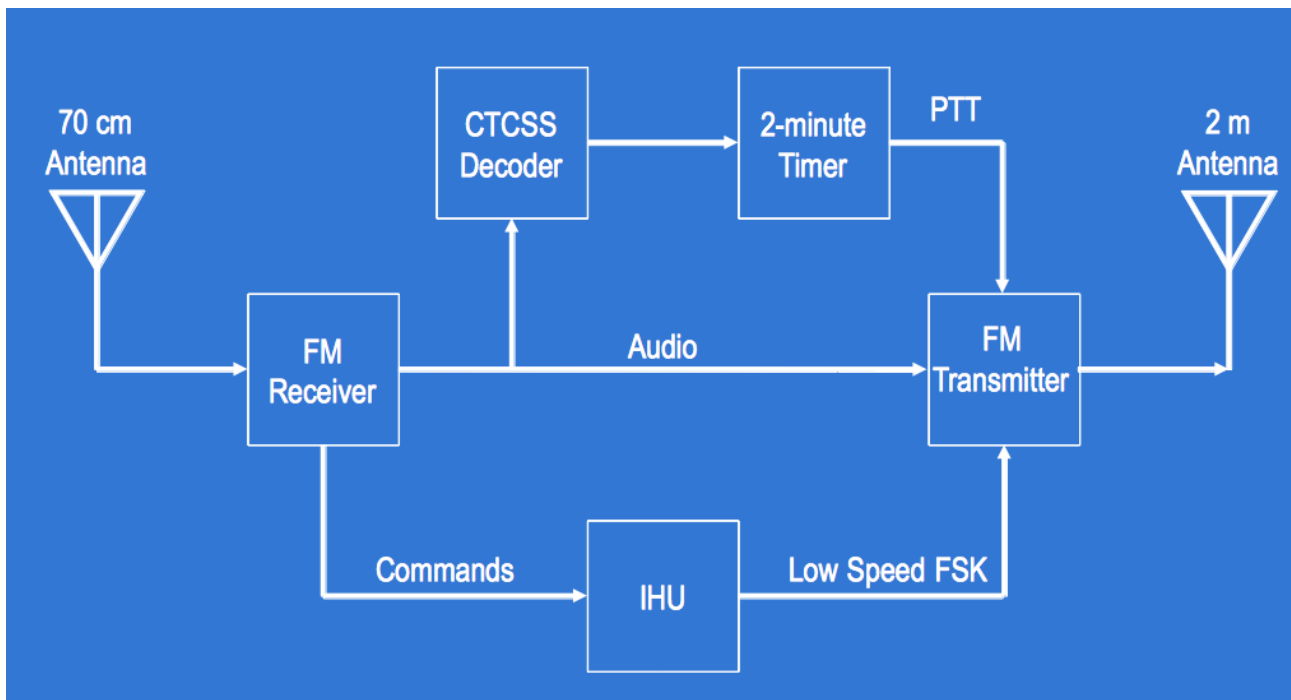 70 cm
Antenna
CTCSS
Decoder
2-minute
Timer
PTT
2 m
Antenna
FM
Receiver
Audio
FM
Transmitter
Commands
IHU
Low Speed FSK